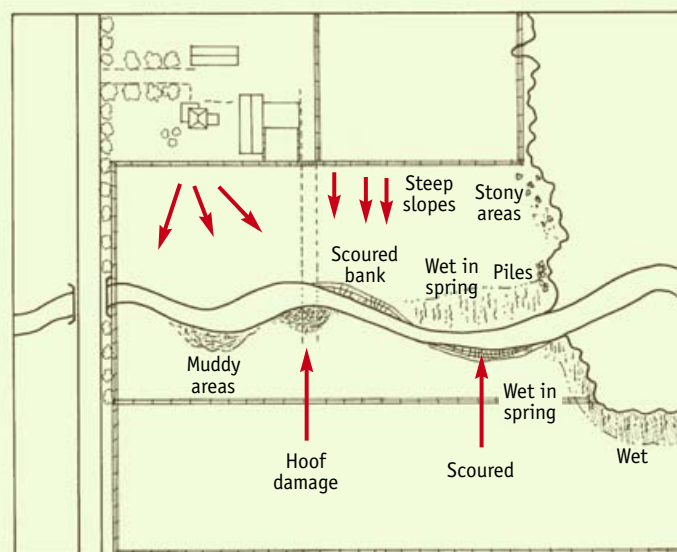 Steep
slopes
Stony
areas
Scoured
bank
Wet in
spring
Piles
Muddy
areas
Wet in
spring
Hoof
damage
Scoured
Wet